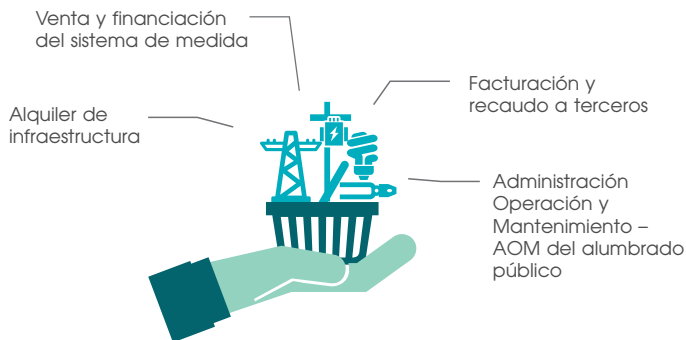 Venta y financiación
del sistema de medida
Alquiler de
infraestructura
Facturación y
recaudo a terceros
Administración
Operación y
Mantenimiento –
AOM del alumbrado
público